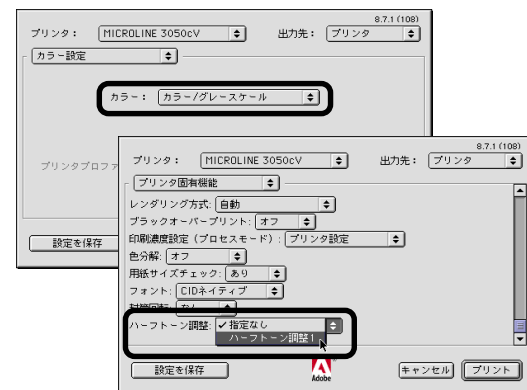 8.7.1 (108)
プリンタ： MICROLINE 3050cV 出力先： プリンタ
カラー設定
カラー： カラー/グレースケール
プリンタプロファ
設定を保存
8.7.1 (108)
プリンタ： MICROLINE 3050cV 出力先： プリンタ
プリンタ固有機能
レンダリング方式: 自動
ブラックオーバープリント: オフ
印刷濃度設定（プロセスモード）: プリンタ設定
色分解: オフ
用紙サイズチェック: あり
フォント: CIDネイティブ
ハーフトーン調整: ✓指定なし
ハーフトーン調整1
設定を保存
Adobe
キャンセル プリント